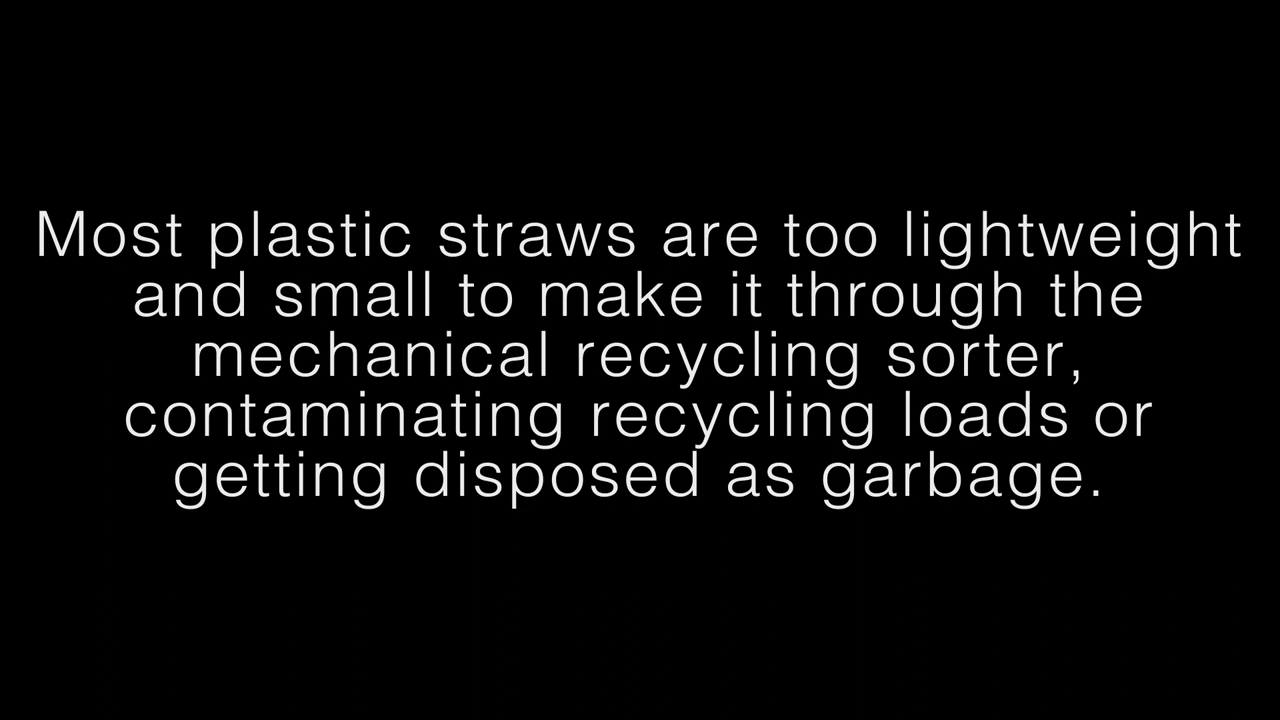 Most plastic straws are too lightweight
and small to make it through the
mechanical recycling sorter,
contaminating recycling loads or
getting disposed as garbage.